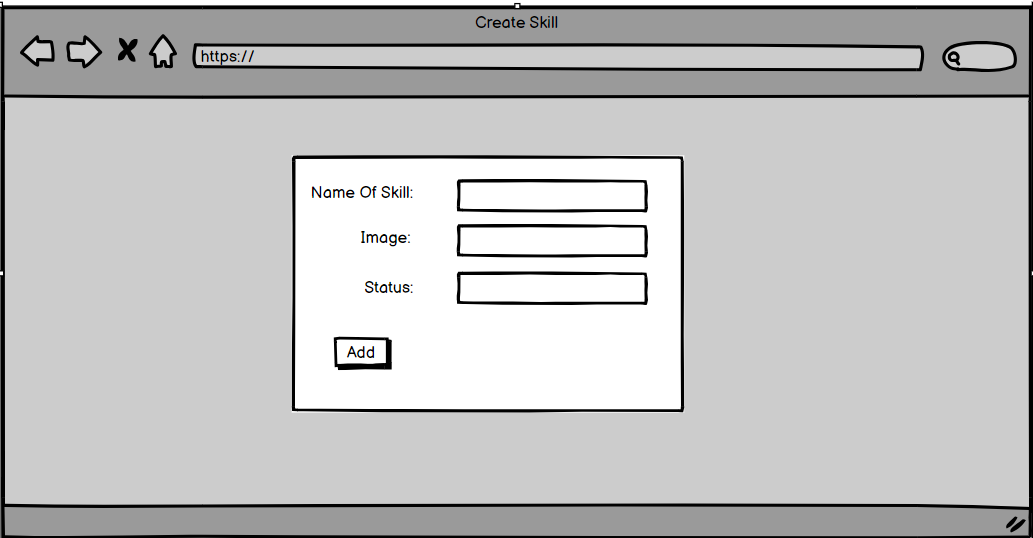 Create Skill
https://
Name Of Skill:
Image:
Status:
Add